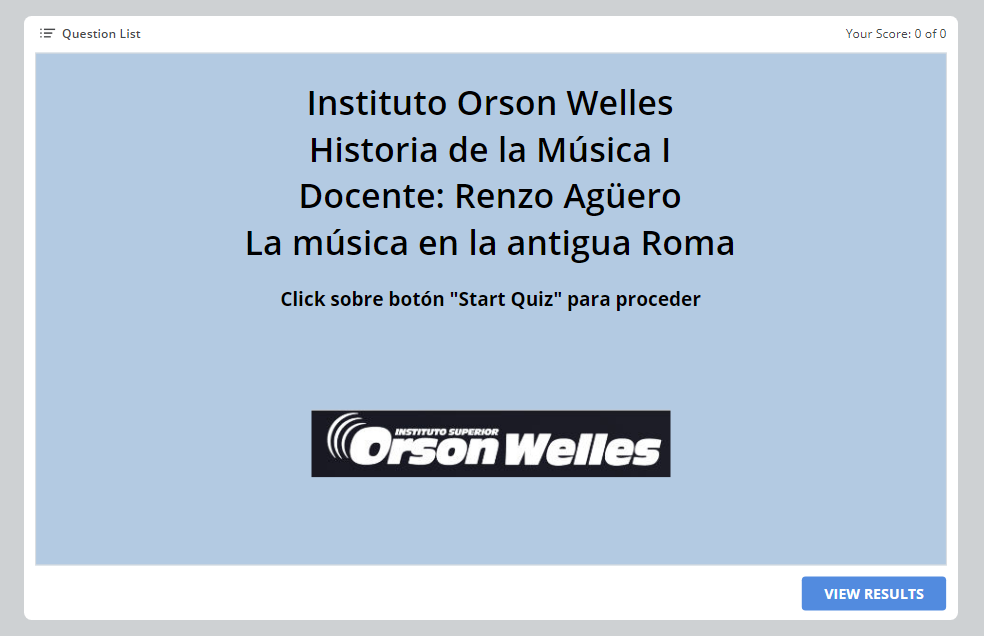 Question List
Your Score: 0 of 0
Instituto Orson Welles
Historia de la Música I
Docente: Renzo Agüero
La música en la antigua Roma
Click sobre botón "Start Quiz" para proceder
INSTITUTO SUPERIOR
Orson Welles
VIEW RESULTS